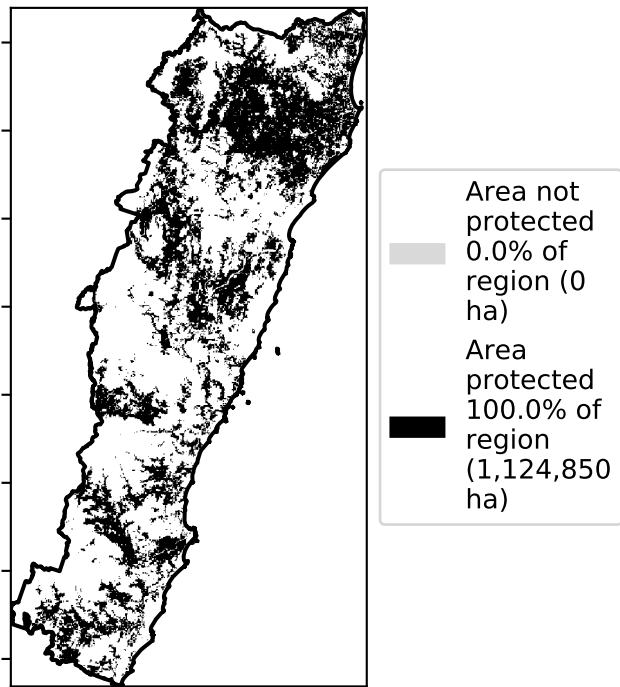 Area not
protected
0.0% of
region (0
ha)
Area
protected
100.0% of
region
(1,124,850
ha)